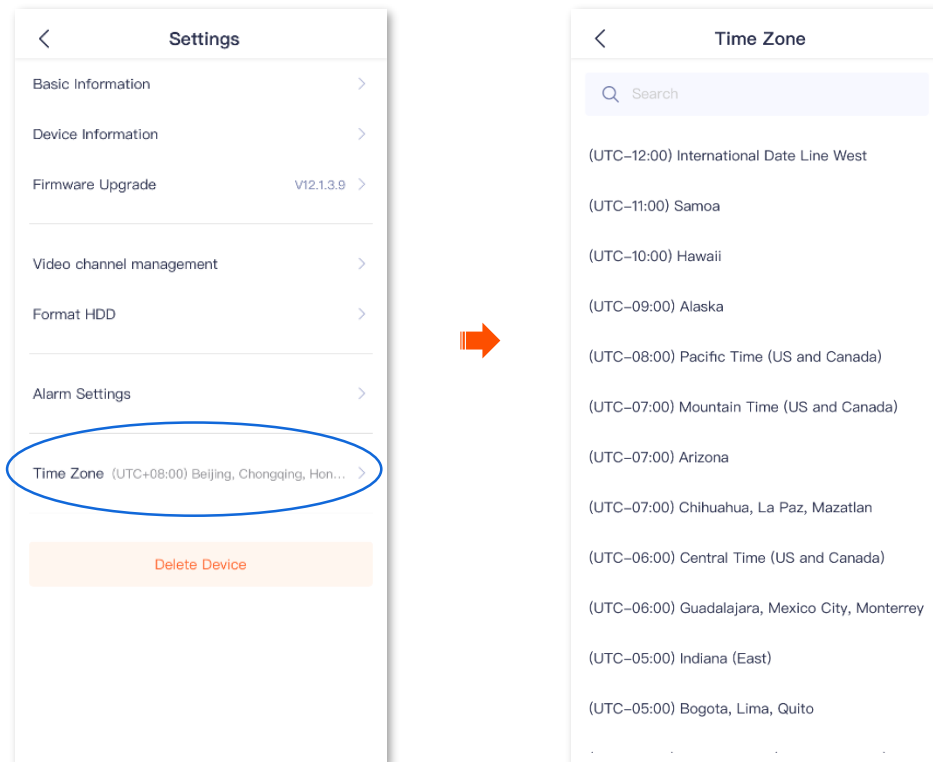 Settings
Basic Information
Device Information
Firmware Upgrade V12.1.3.9
Video channel management
Format HDD
Alarm Settings
Time Zone (UTC+08:00) Beijing, Chongqing, Hon...
Delete Device
Time Zone
Search
(UTC-12:00) International Date Line West
(UTC-11:00) Samoa
(UTC-10:00) Hawaii
(UTC-09:00) Alaska
(UTC-08:00) Pacific Time (US and Canada)
(UTC-07:00) Mountain Time (US and Canada)
(UTC-07:00) Arizona
(UTC-07:00) Chihuahua, La Paz, Mazatlan
(UTC-06:00) Central Time (US and Canada)
(UTC-06:00) Guadalajara, Mexico City, Monterrey
(UTC-05:00) Indiana (East)
(UTC-05:00) Bogota, Lima, Quito